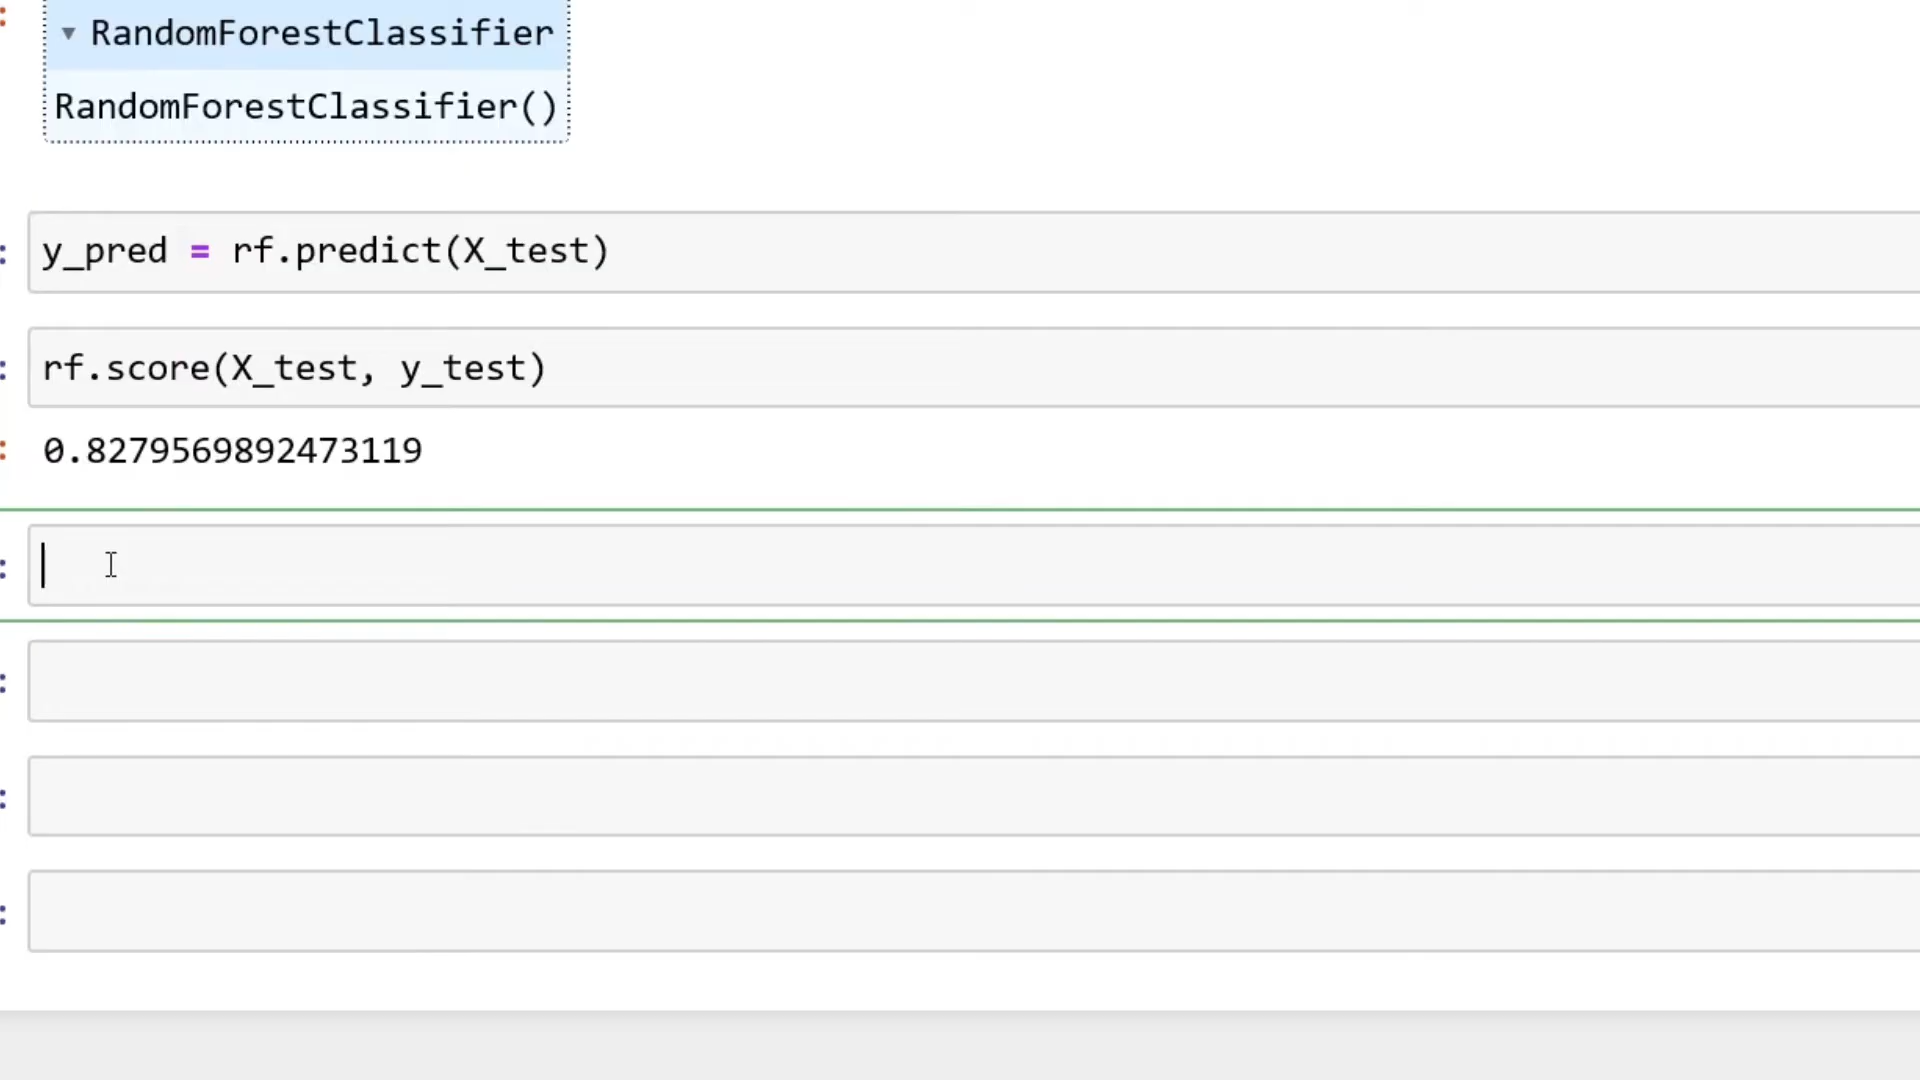 RandomForestClassifier
RandomForestClassifier()
: y_pred = rf.predict(X_test)
: rf.score(X_test, y_test)
: 0.8279569892473119
:
:
:
: